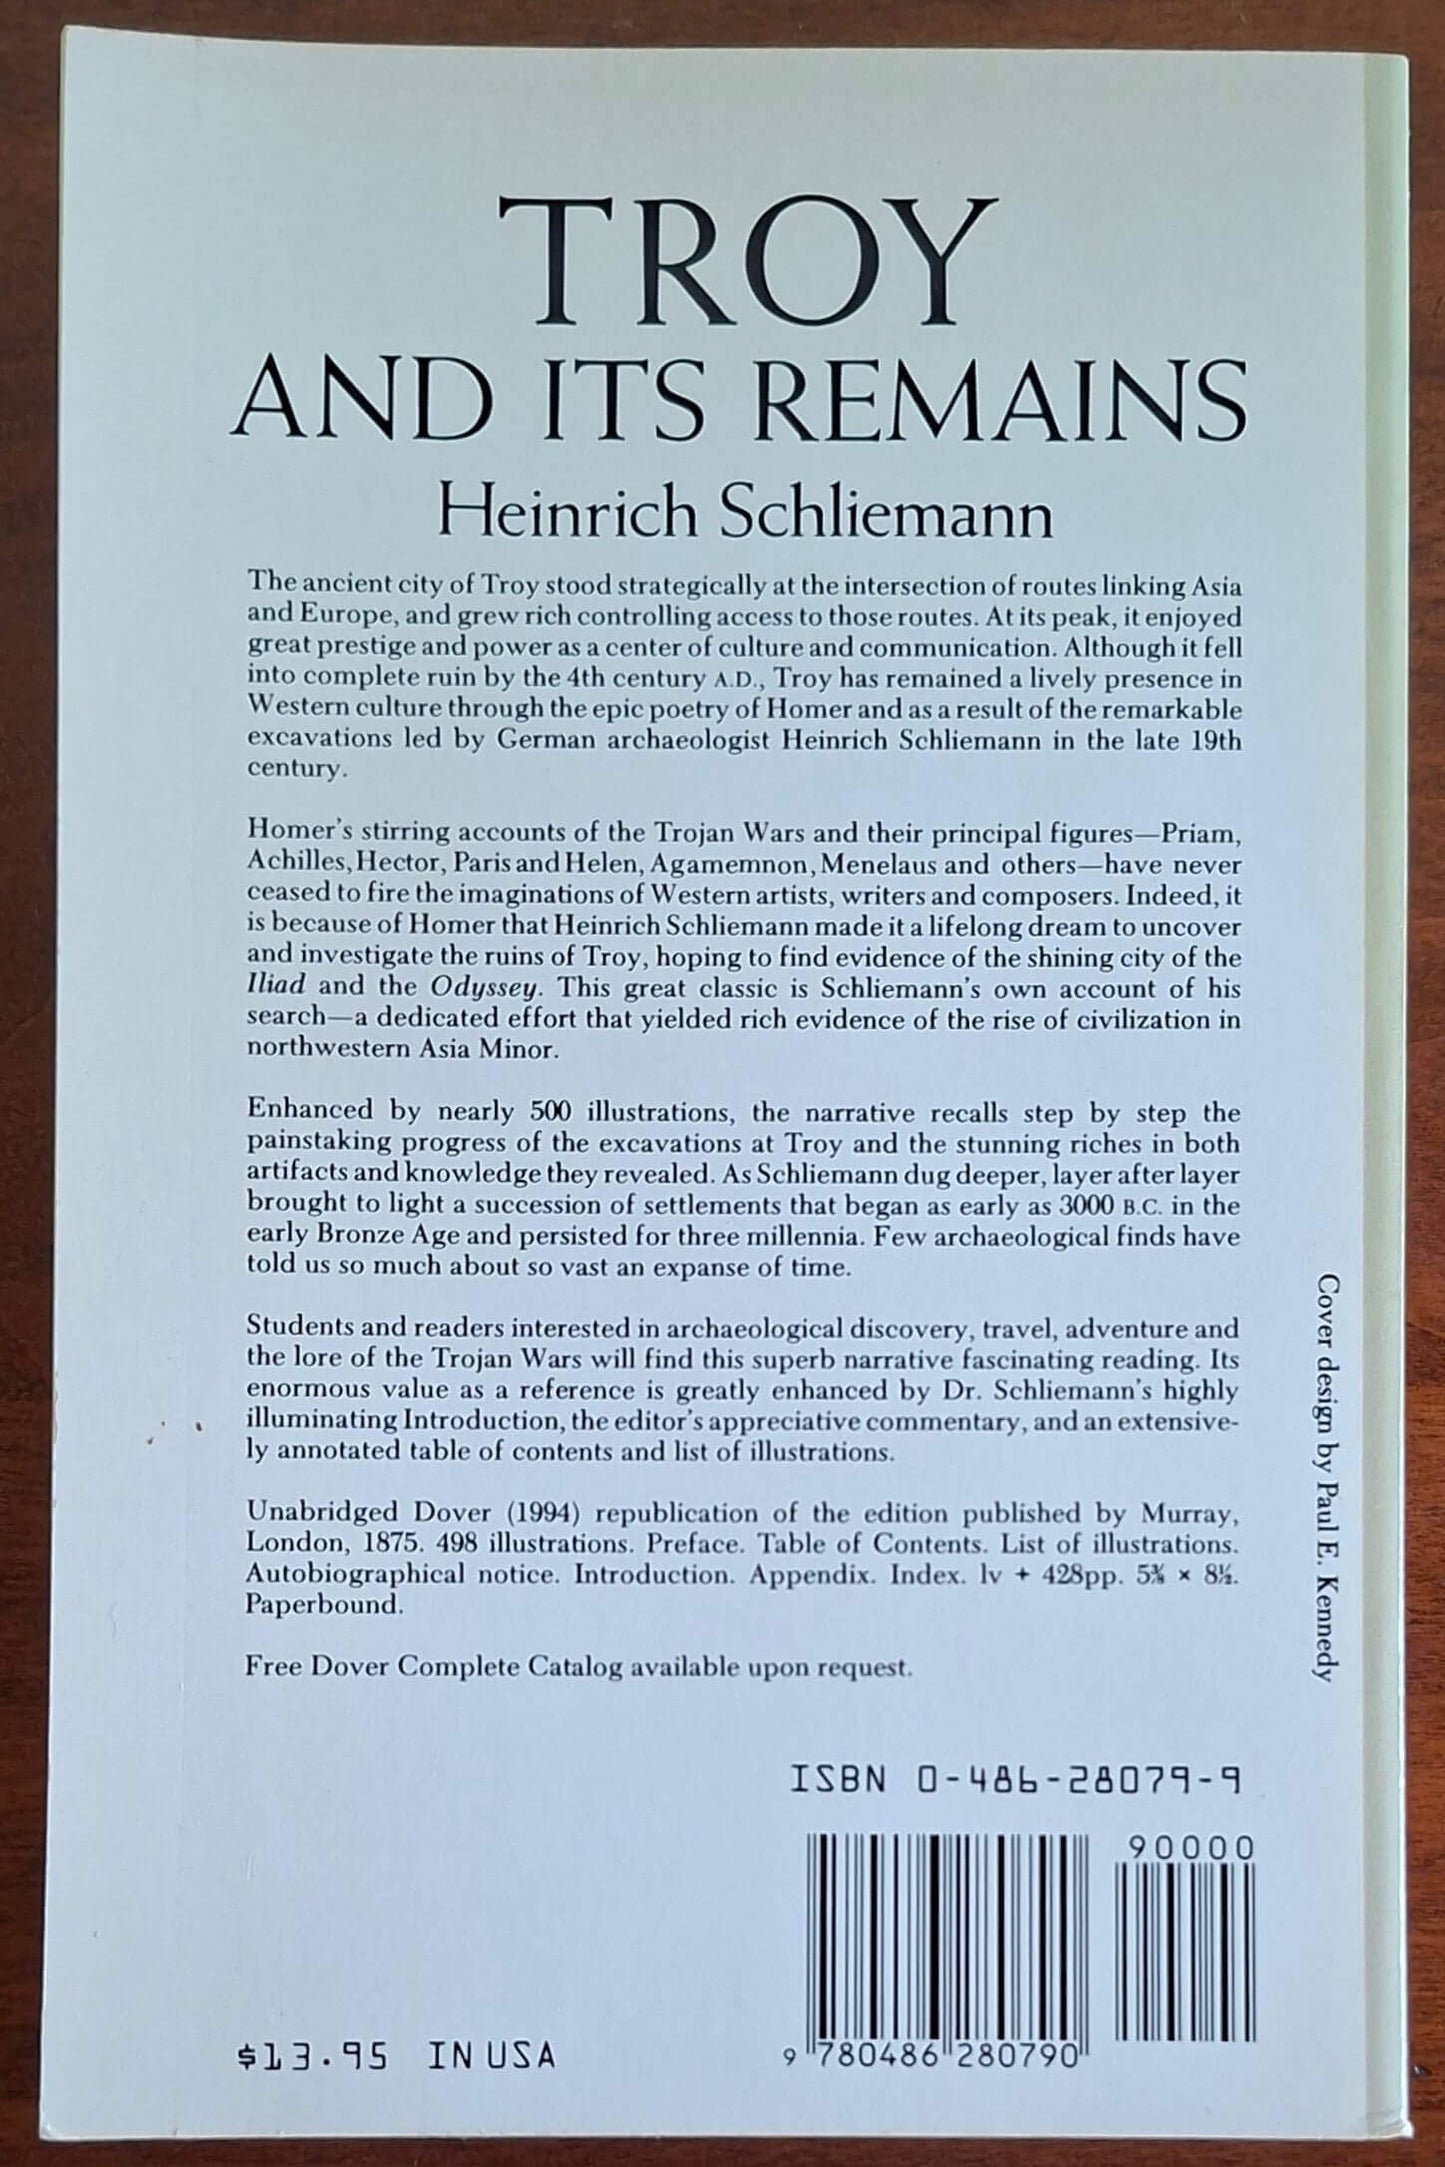 TROY
AND ITS REMAINS
Heinrich Schliemann
The ancient city of Troy stood strategically at the intersection of routes linking Asia
and Europe, and grew rich controlling access to those routes. At its peak, it enjoyed
great prestige and power as a center of culture and communication. Although it fell
into complete ruin by the 4th century A.D., Troy has remained a lively presence in
Western culture through the epic poetry of Homer and as a result of the remarkable
excavations led by German archaeologist Heinrich Schliemann in the late 19th
century.
Homer's stirring accounts of the Trojan Wars and their principal figures—Priam,
Achilles, Hector, Paris and Helen, Agamemnon, Menelaus and others—have never
ceased to fire the imaginations of Western artists, writers and composers. Indeed, it
is because of Homer that Heinrich Schliemann made it a lifelong dream to uncover
and investigate the ruins of Troy, hoping to find evidence of the shining city of the
Iliad and the Odyssey. This great classic is Schliemann's own account of his
search—a dedicated effort that yielded rich evidence of the rise of civilization in
northwestern Asia Minor.
Enhanced by nearly 500 illustrations, the narrative recalls step by step the
painstaking progress of the excavations at Troy and the stunning riches in both
artifacts and knowledge they revealed. As Schliemann dug deeper, layer after layer
brought to light a succession of settlements that began as early as 3000 B.C. in the
early Bronze Age and persisted for three millennia. Few archaeological finds have
told us so much about so vast an expanse of time.
Students and readers interested in archaeological discovery, travel, adventure and
the lore of the Trojan Wars will find this superb narrative fascinating reading. Its
enormous value as a reference is greatly enhanced by Dr. Schliemann's highly
illuminating Introduction, the editor's appreciative commentary, and an extensive-
ly annotated table of contents and list of illustrations.
Unabridged Dover (1994) republication of the edition published by Murray,
London, 1875. 498 illustrations. Preface. Table of Contents. List of illustrations.
Autobiographical notice. Introduction. Appendix. Index. lv + 428pp. 5⅜ × 8½.
Paperbound.
Free Dover Complete Catalog available upon request.
Cover design by Paul E. Kennedy
ISBN 0-486-28079-9
90000
9 780486 280790
$13.95 IN USA